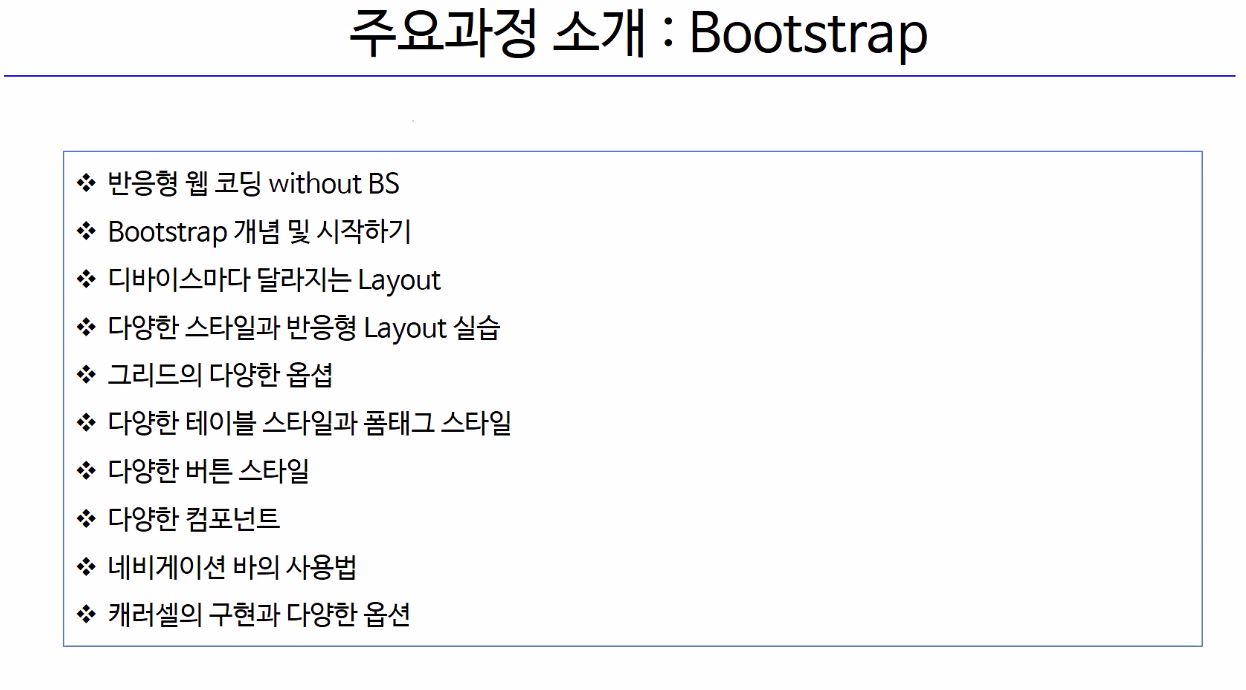 주요과정 소개 : Bootstrap
❖ 반응형 웹 코딩 without BS
❖ Bootstrap 개념 및 시작하기
❖ 디바이스마다 달라지는 Layout
❖ 다양한 스타일과 반응형 Layout 실습
❖ 그리드의 다양한 옵셥
❖ 다양한 테이블 스타일과 폼태그 스타일
❖ 다양한 버튼 스타일
❖ 다양한 컴포넌트
❖ 네비게이션 바의 사용법
❖ 캐러셀의 구현과 다양한 옵션